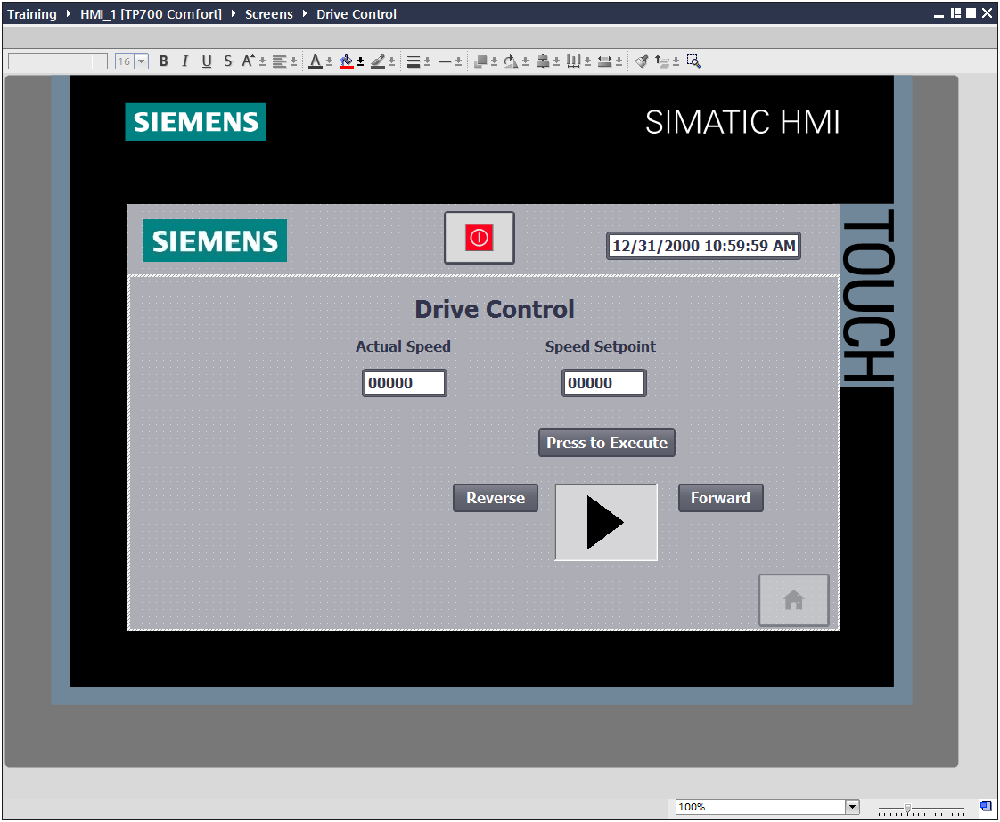 Training HMI_1 [TP700 Comfort] Screens Drive Control
16 B I U S A A
SIEMENS
SIMATIC HMI
SIEMENS
12/31/2000 10:59:59 AM
TOUCH
Drive Control
Actual Speed Speed Setpoint
00000 00000
Press to Execute
Reverse Forward
100%